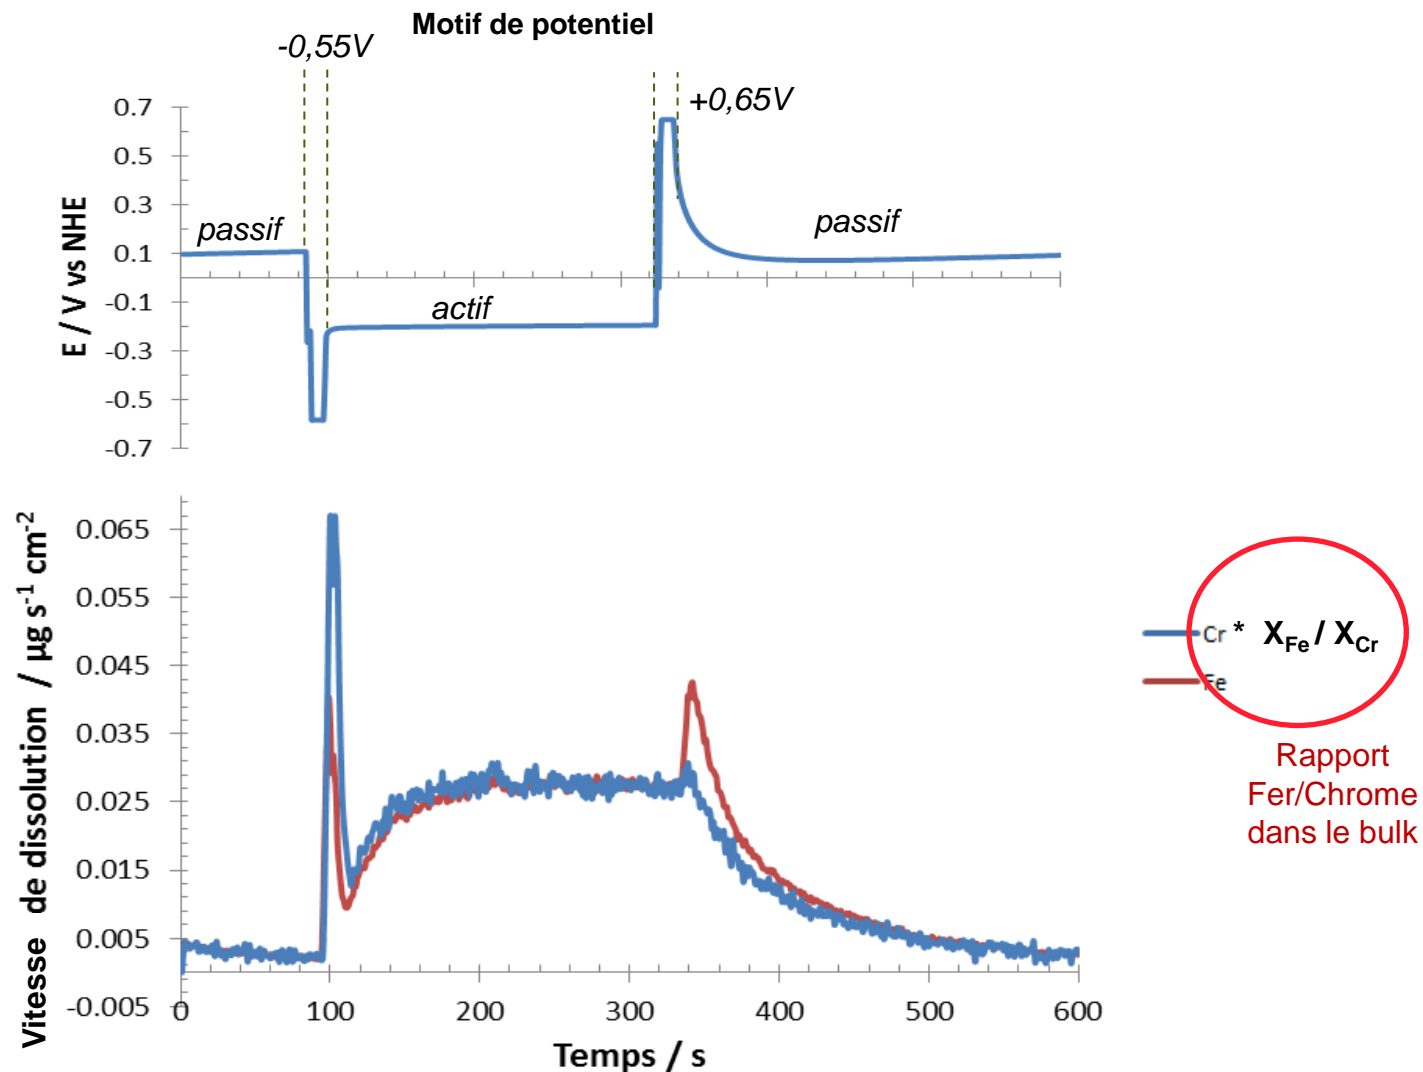 Motif de potentiel
-0,55V
+0,65V
0.7
0.5
0.3
0.1
-0.1
-0.3
-0.5
-0.7
E / V vs NHE
passif
actif
passif
0.065
0.055
0.045
0.035
0.025
0.015
0.005
-0.005
Vitesse de dissolution / µg s-1 cm-2
0 100 200 300 400 500 600
Temps / s
Cr * XFe / XCr
Fe
Rapport
Fer/Chrome
dans le bulk